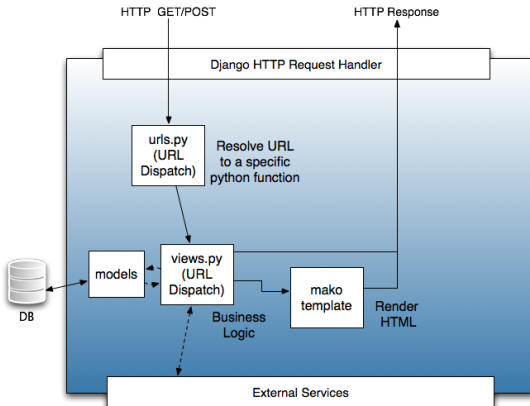 HTTP GET/POST
HTTP Response
Django HTTP Request Handler
urls.py
(URL
Dispatch)
Resolve URL
to a specific
python function
models
views.py
(URL
Dispatch)
mako
template
DB
Business
Logic
Render
HTML
External Services